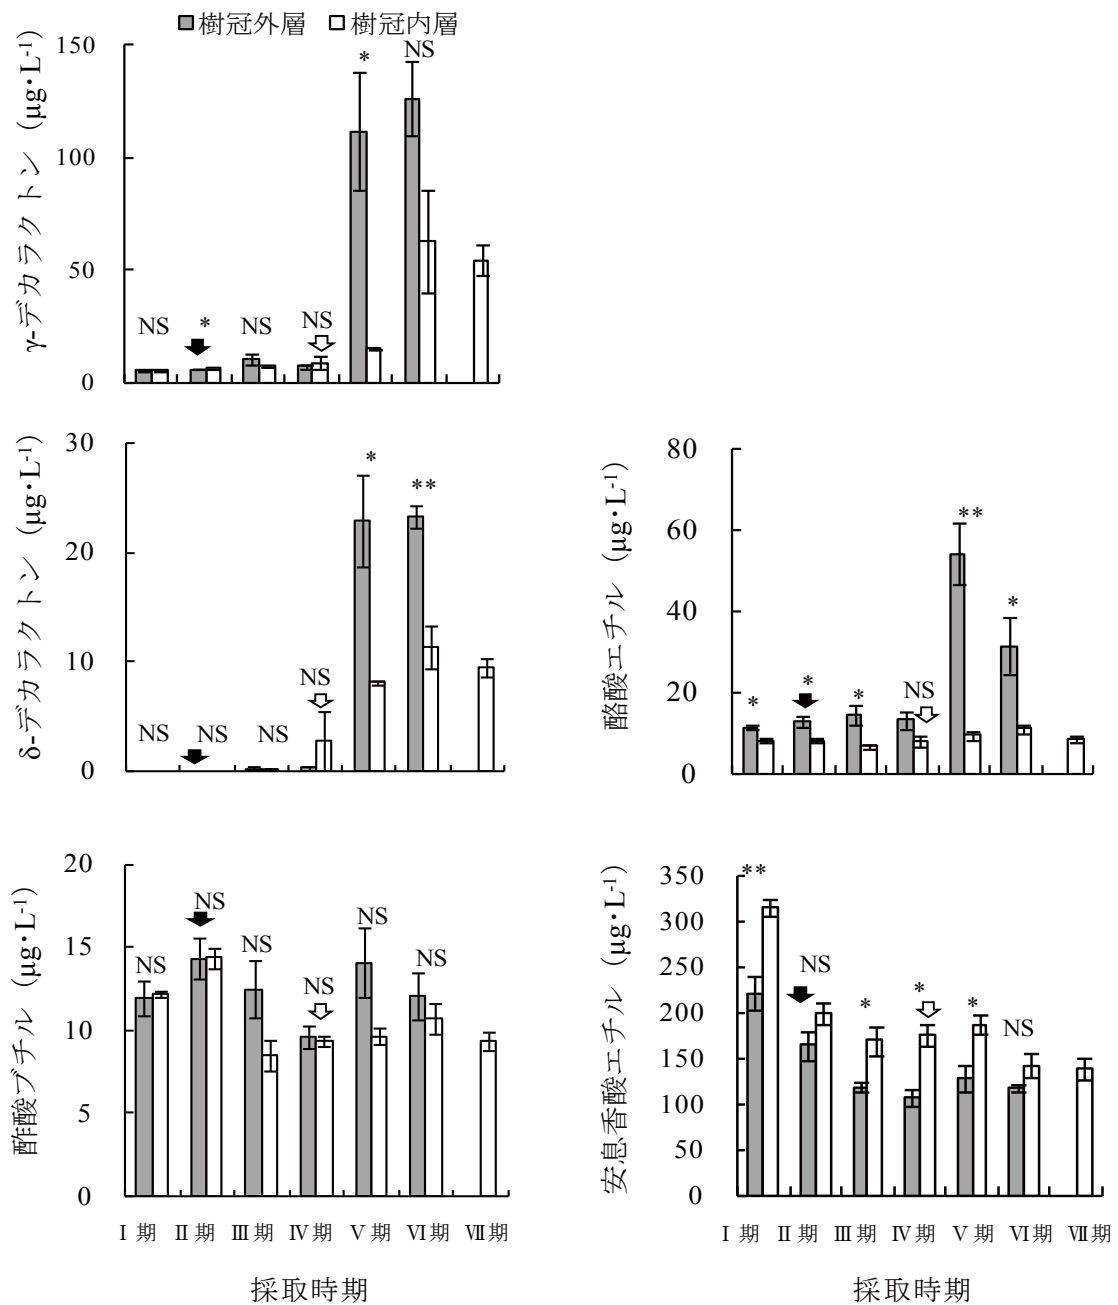 樹冠外層 樹冠内層
γ-デカラクトン (μg・L-1)
150
100
50
0
NS
*
NS
NS
*
NS
δ-デカラクトン (μg・L-1)
30
20
10
0
NS
NS
NS
NS
*
**
酪酸エチル (μg・L-1)
80
60
40
20
0
*
*
*
NS
**
*
酢酸ブチル (μg・L-1)
20
15
10
5
0
NS
NS
NS
NS
NS
NS
Ⅰ期 Ⅱ期 Ⅲ期 Ⅳ期 Ⅴ期 Ⅵ期 Ⅶ期
採取時期
安息香酸エチル (μg・L-1)
350
300
250
200
150
100
50
0
**
NS
*
*
*
NS
Ⅰ期 Ⅱ期 Ⅲ期 Ⅳ期 Ⅴ期 Ⅵ期 Ⅶ期
採取時期